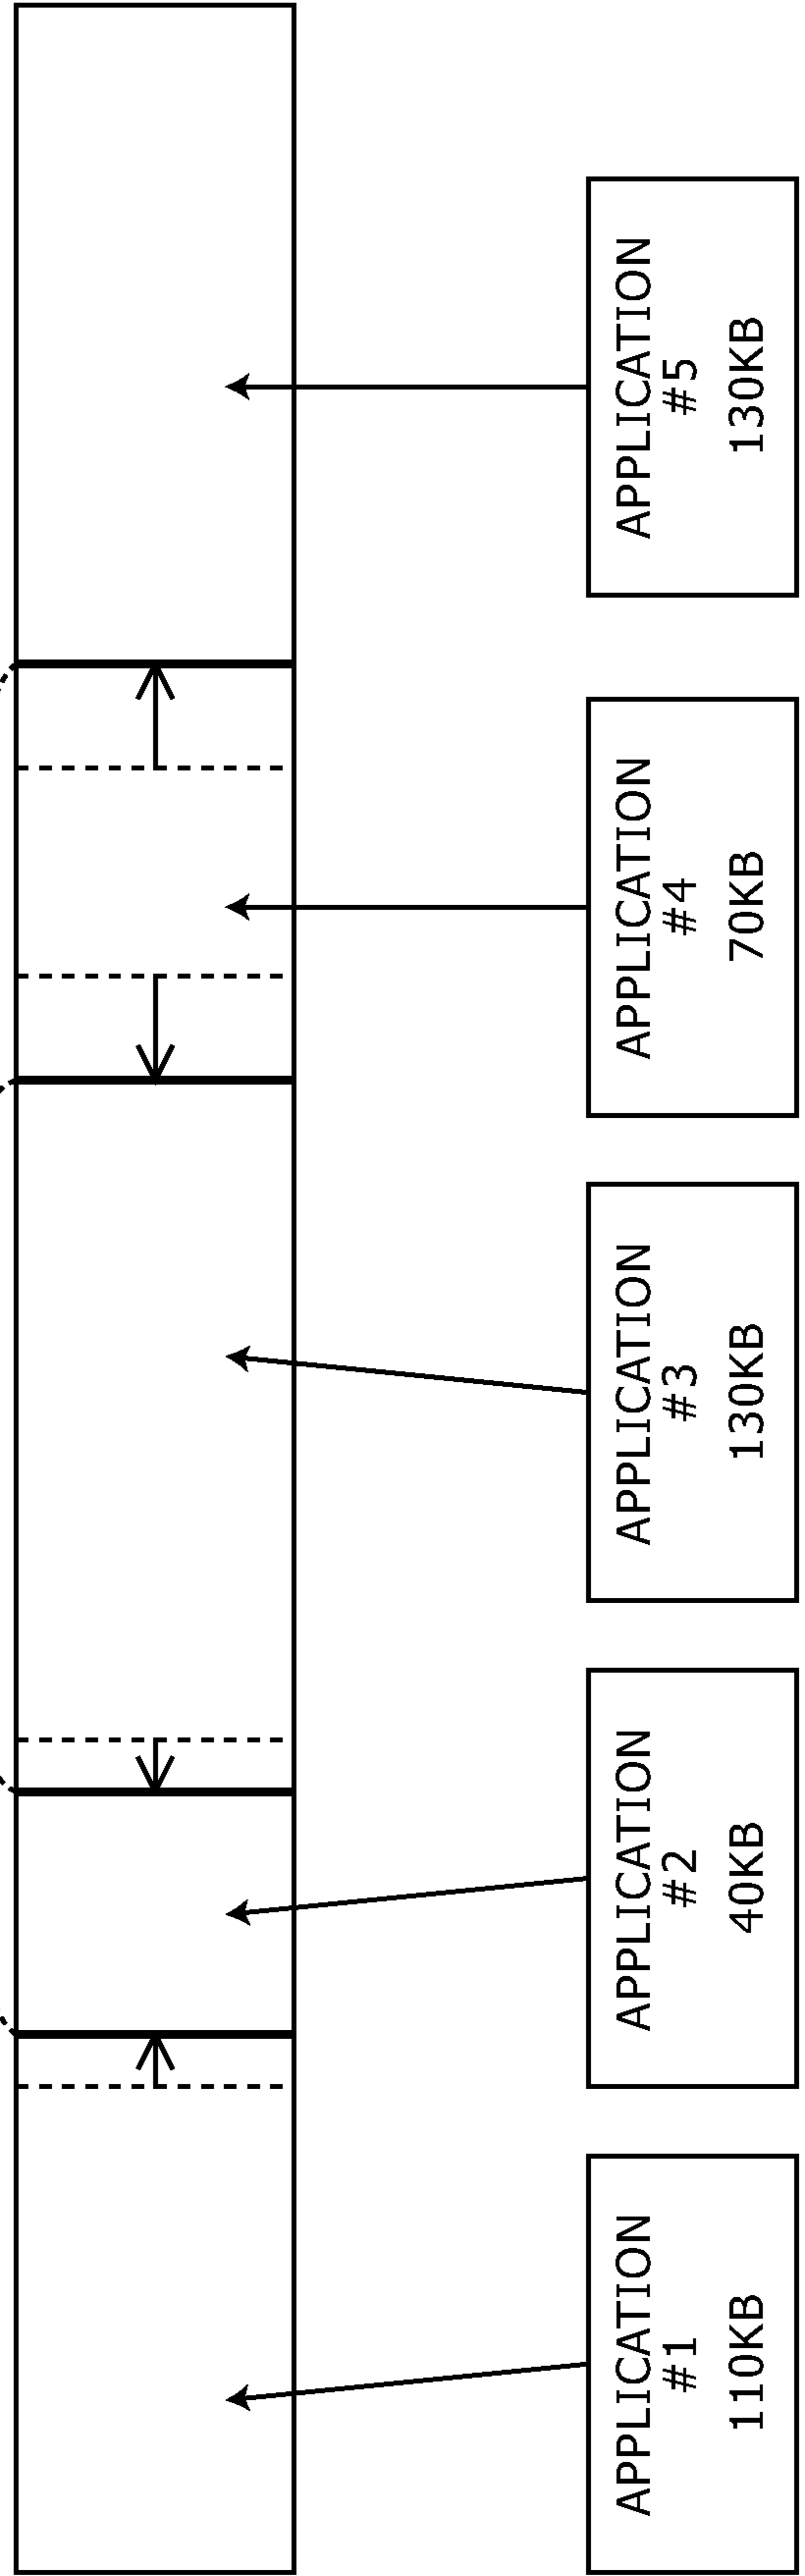 APPLICATION
#1
110KB
APPLICATION
#2
40KB
APPLICATION
#3
130KB
APPLICATION
#4
70KB
APPLICATION
#5
130KB